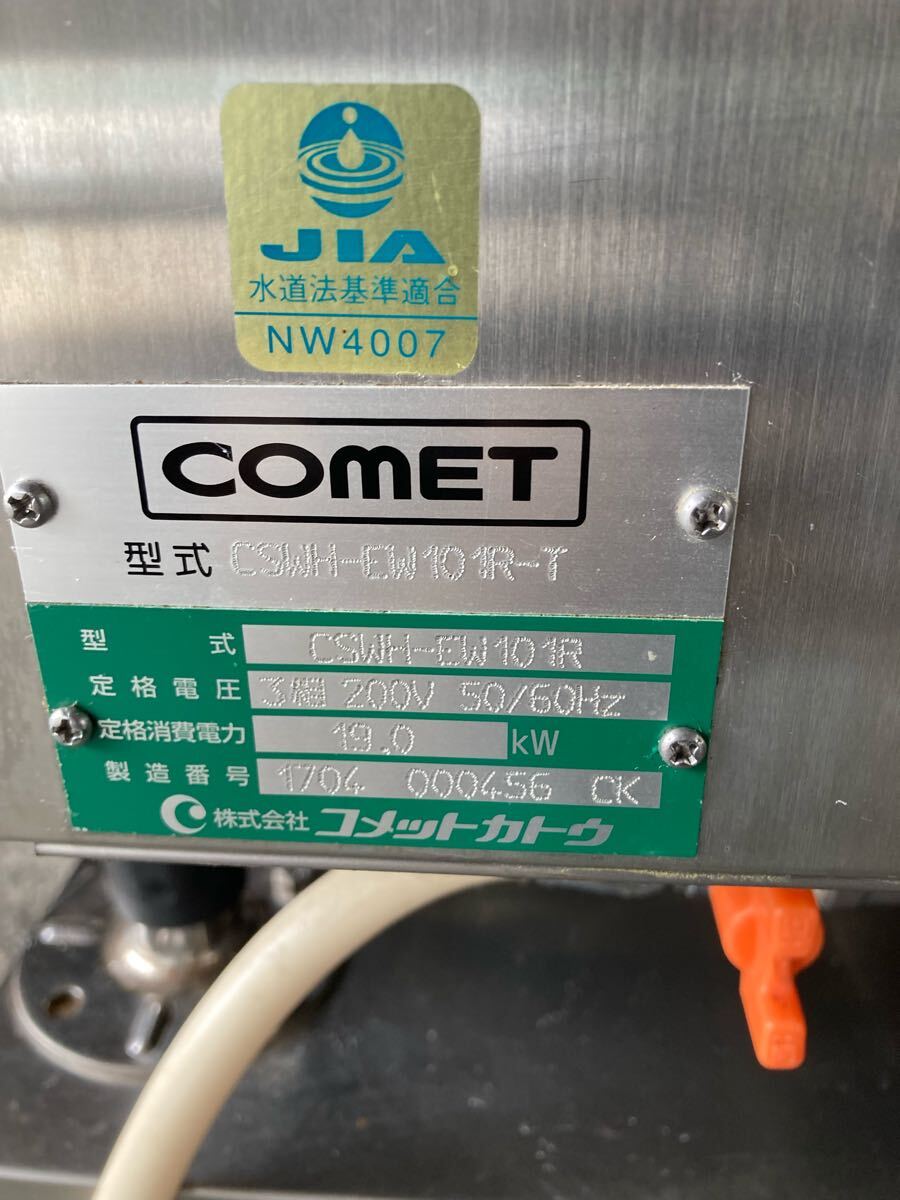 JIA
水道法基準適合
NW4007
COMET
型式 CSWH-EW101R-T
型式 CSWH-EW101R
定格電圧 3相 200V 50/60Hz
定格消費電力 19.0 kW
製造番号 1704 000456 CK
株式会社 コメットカトウ